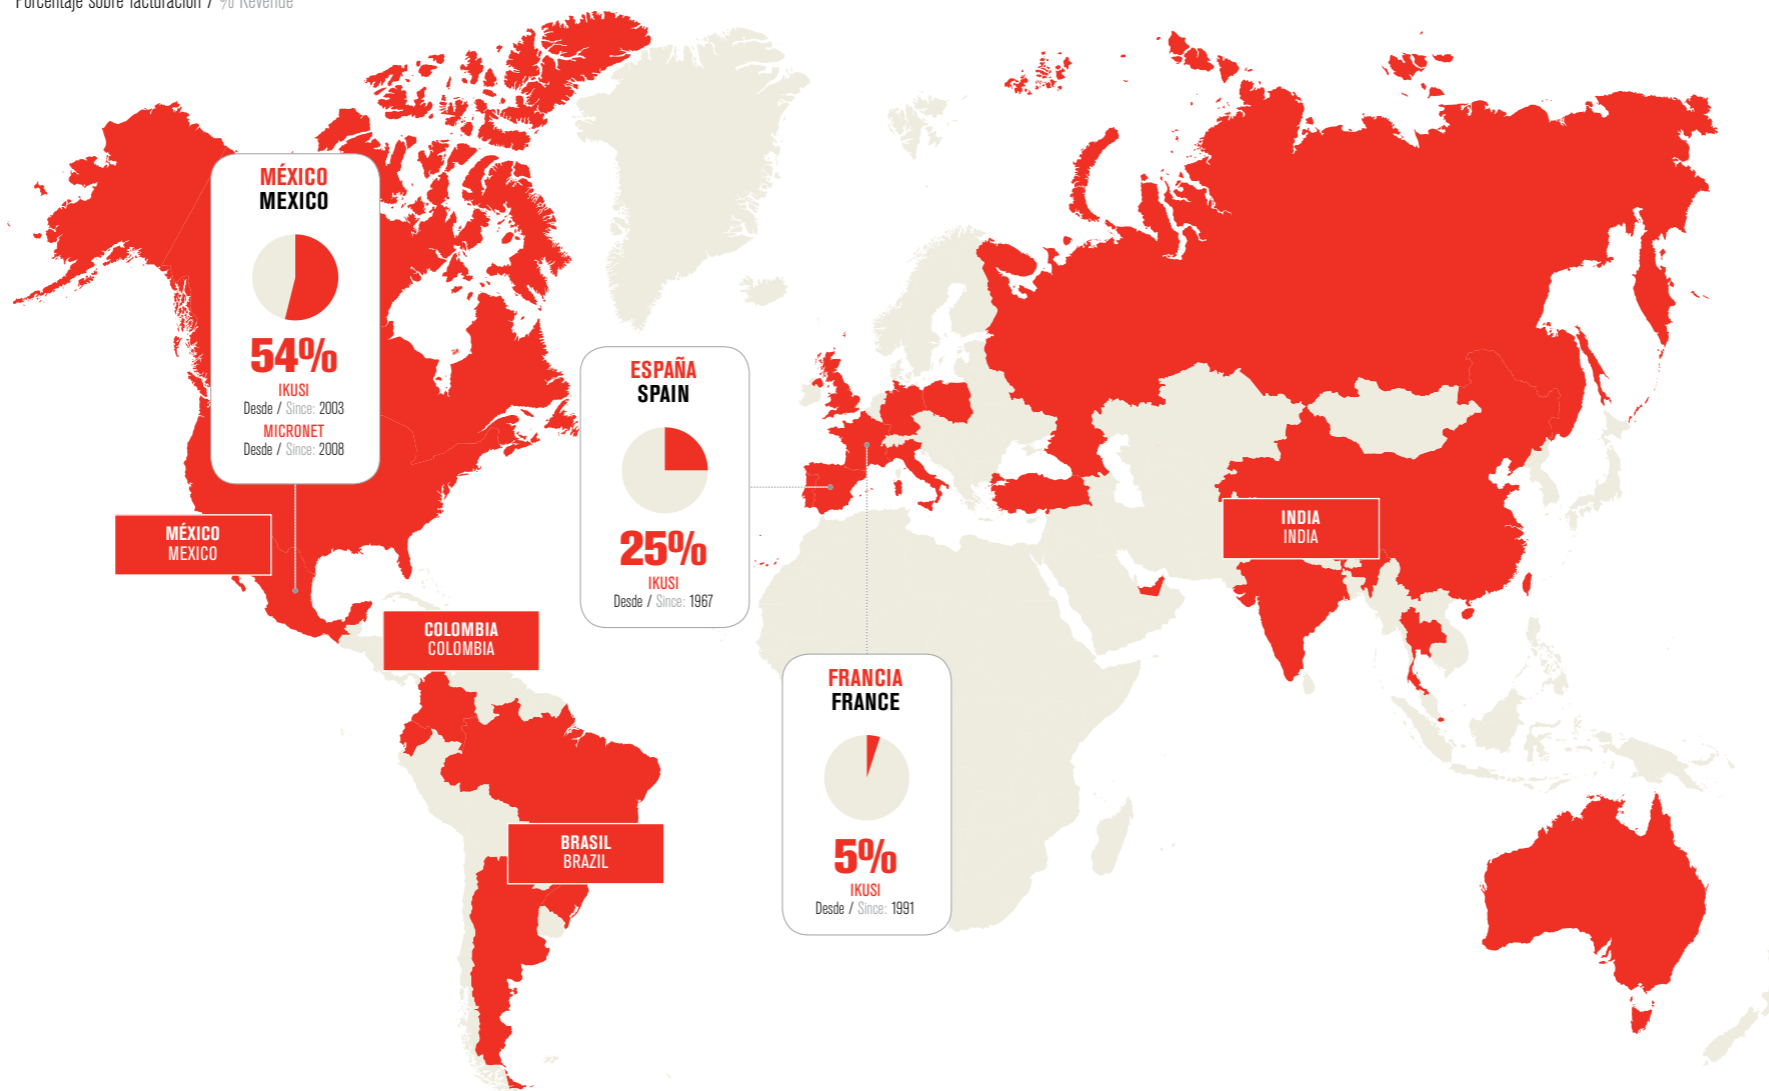 Porcentaje sobre facturación / % Revenue
MÉXICO
MEXICO
54%
IKUSI
Desde / Since: 2003
MICRONET
Desde / Since: 2008
MÉXICO
MEXICO
ESPAÑA
SPAIN
25%
IKUSI
Desde / Since: 1967
INDIA
INDIA
COLOMBIA
COLOMBIA
FRANCIA
FRANCE
5%
IKUSI
Desde / Since: 1991
BRASIL
BRAZIL